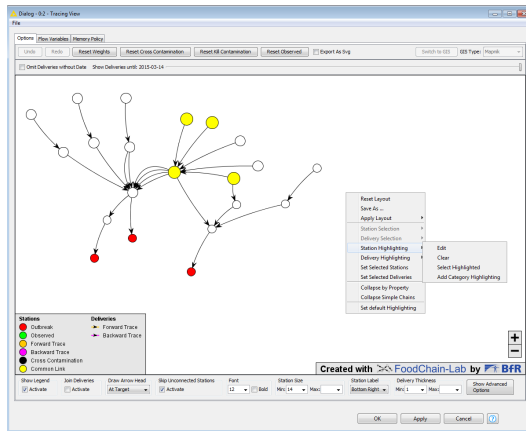 Dialog - 0:2 - Tracing View
File
Options Flow Variables Memory Policy
Undo Redo Reset Weights Reset Cross Contamination Reset Kill Contamination Reset Observed Export As Svg Switch to GIS GIS Type: Mapnik
Omit Deliveries without Date Show Deliveries until: 2015-03-14
Reset Layout
Save As ...
Apply Layout
Station Selection
Delivery Selection
Station Highlighting
Delivery Highlighting
Set Selected Stations
Set Selected Deliveries
Collapse by Property
Collapse Simple Chains
Set default Highlighting
Edit
Clear
Select Highlighted
Add Category Highlighting
Stations Deliveries
Outbreak Forward Trace
Observed Backward Trace
Forward Trace
Backward Trace
Cross Contamination
Common Link
+
−
Created with FoodChain-Lab by BfR
Show Legend Join Deliveries Draw Arrow Head Skip Unconnected Stations Font Station Size Station Label Delivery Thickness
Activate Activate At Target Activate 12 Bold Min: 14 Max: Bottom Right Min: 1 Max: Show Advanced
Options
OK Apply Cancel ?